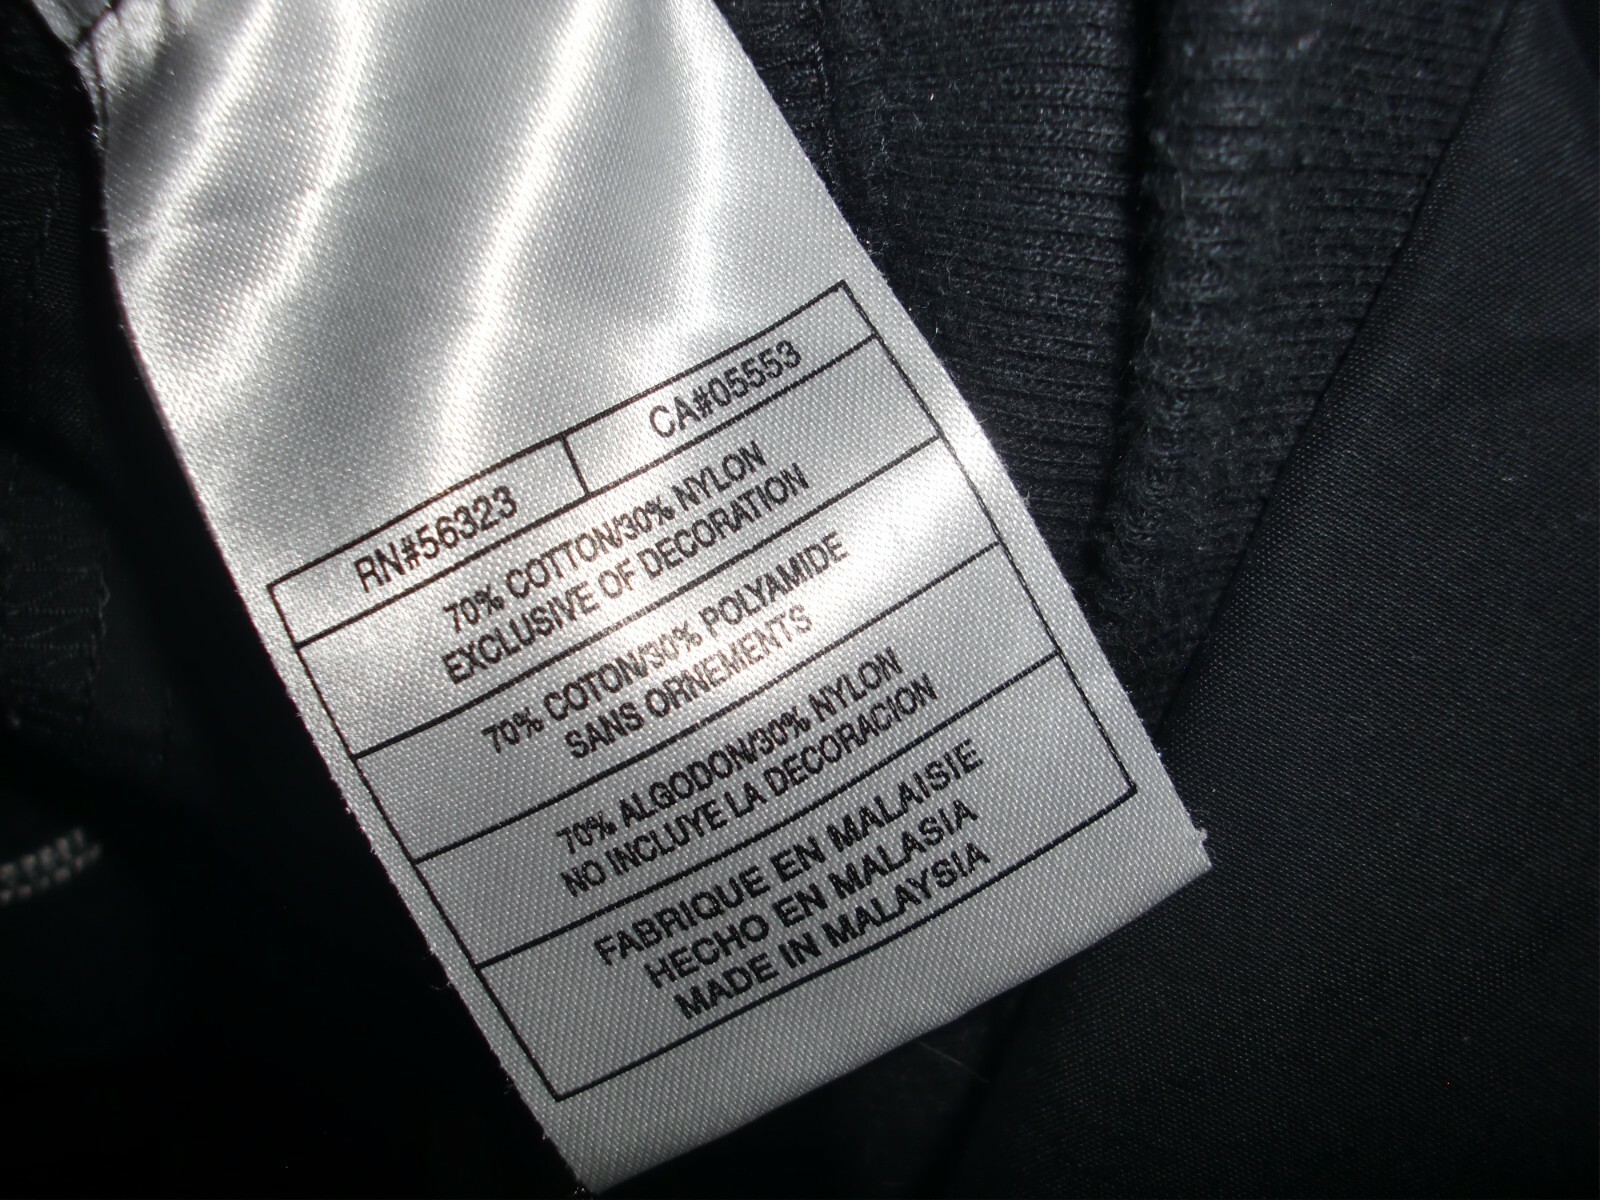 RN#56323 CA#05553
70% COTTON/30% NYLON
EXCLUSIVE OF DECORATION
70% COTON/30% POLYAMIDE
SANS ORNEMENTS
70% ALGODON/30% NYLON
NO INCLUYE LA DECORACION
FABRIQUE EN MALAISIE
HECHO EN MALASIA
MADE IN MALAYSIA